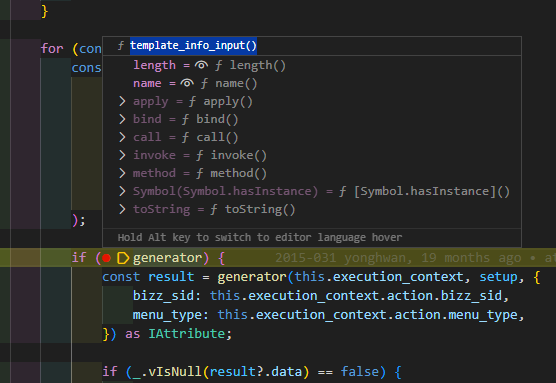 }
for (con
cons
ƒ template_info_input()
length = ƒ length()
name = ƒ name()
> apply = ƒ apply()
> bind = ƒ bind()
> call = ƒ call()
> invoke = ƒ invoke()
> method = ƒ method()
> Symbol(Symbol.hasInstance) = ƒ [Symbol.hasInstance]()
> toString = ƒ toString()
Hold Alt key to switch to editor language hover
);
if (generator) { 2015-031 yonghwan, 19 months ago • at
const result = generator(this.execution_context, setup, {
bizz_sid: this.execution_context.action.bizz_sid,
menu_type: this.execution_context.action.menu_type,
}) as IAttribute;
if (_.vIsNull(result?.data) == false) {